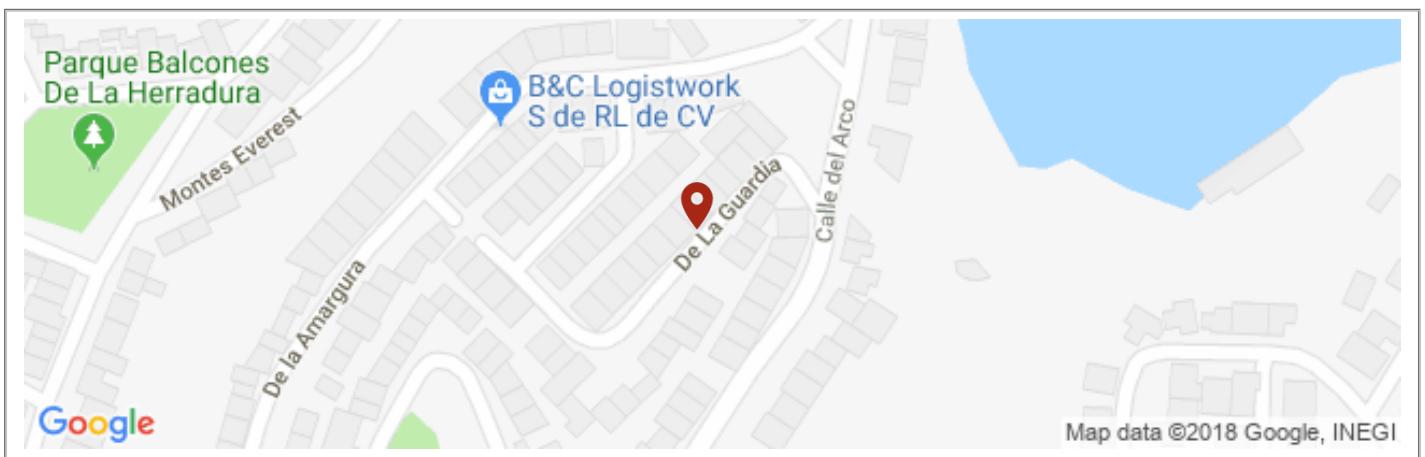 Parque Balcones
De La Herradura
Montes Everest
B&C Logistwork
S de RL de CV
Calle del Arco
De La Guardia
De la Amargura
Google
Map data ©2018 Google, INEGI